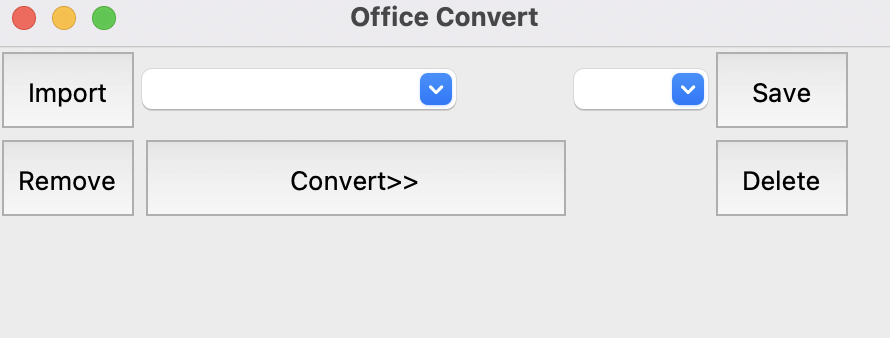 Office Convert
Import
Save
Remove
Convert>>
Delete